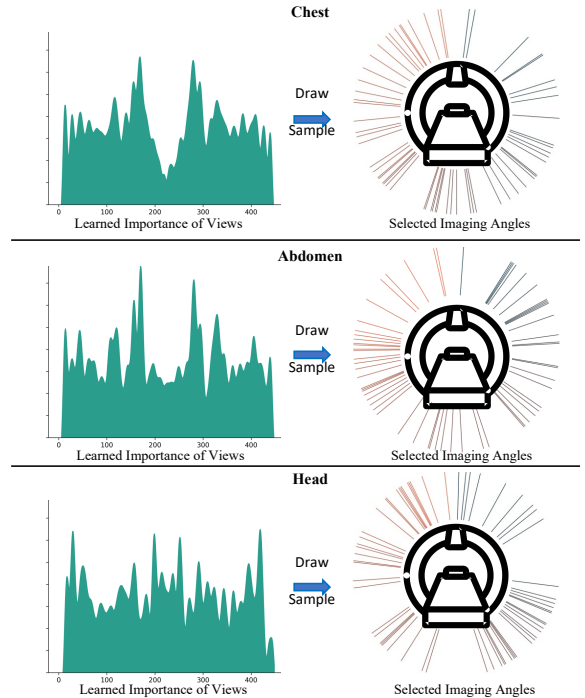 Chest
Draw
Sample
0 100 200 300 400
Learned Importance of Views
Selected Imaging Angles
Abdomen
Draw
Sample
0 100 200 300 400
Learned Importance of Views
Selected Imaging Angles
Head
Draw
Sample
0 100 200 300 400
Learned Importance of Views
Selected Imaging Angles